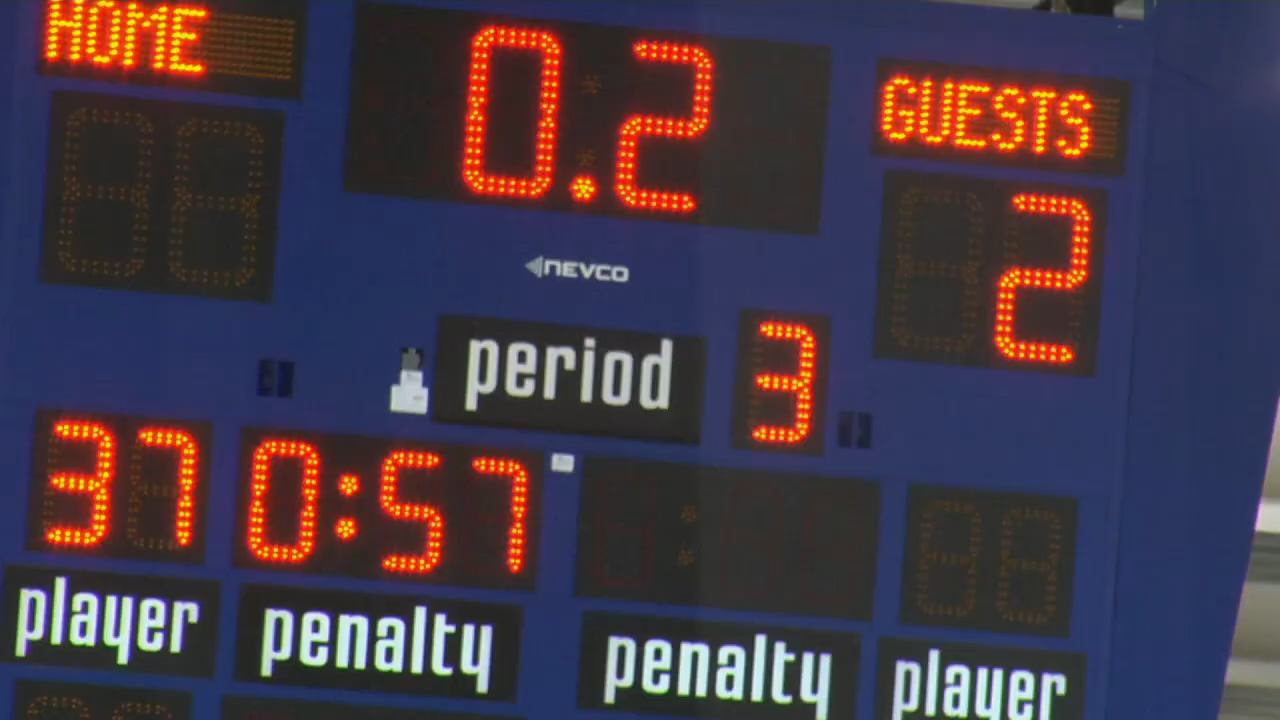 HOME
0.2
GUESTS
2
NEVCO
period
3
37
0:57
player
penalty
penalty
player